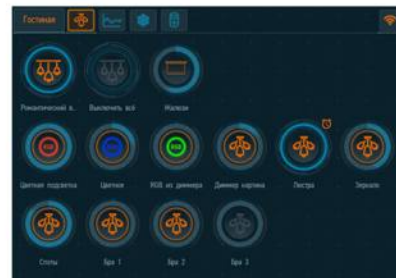 Гостиная
Романтический в. Выключить всё Жалюзи
RGB RGB
Цветная подсветка Цветная RGB из диммера Диммер картина Люстра Зеркало
Споты Бра 1 Бра 2 Бра 3